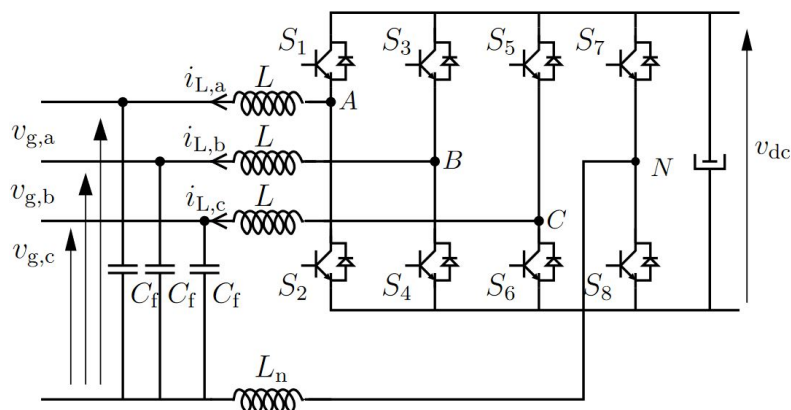 S1 S3 S5 S7
iL,a L A
vg,a
iL,b L B N vdc
vg,b
iL,c L C
vg,c
Cf Cf Cf S2 S4 S6 S8
Ln